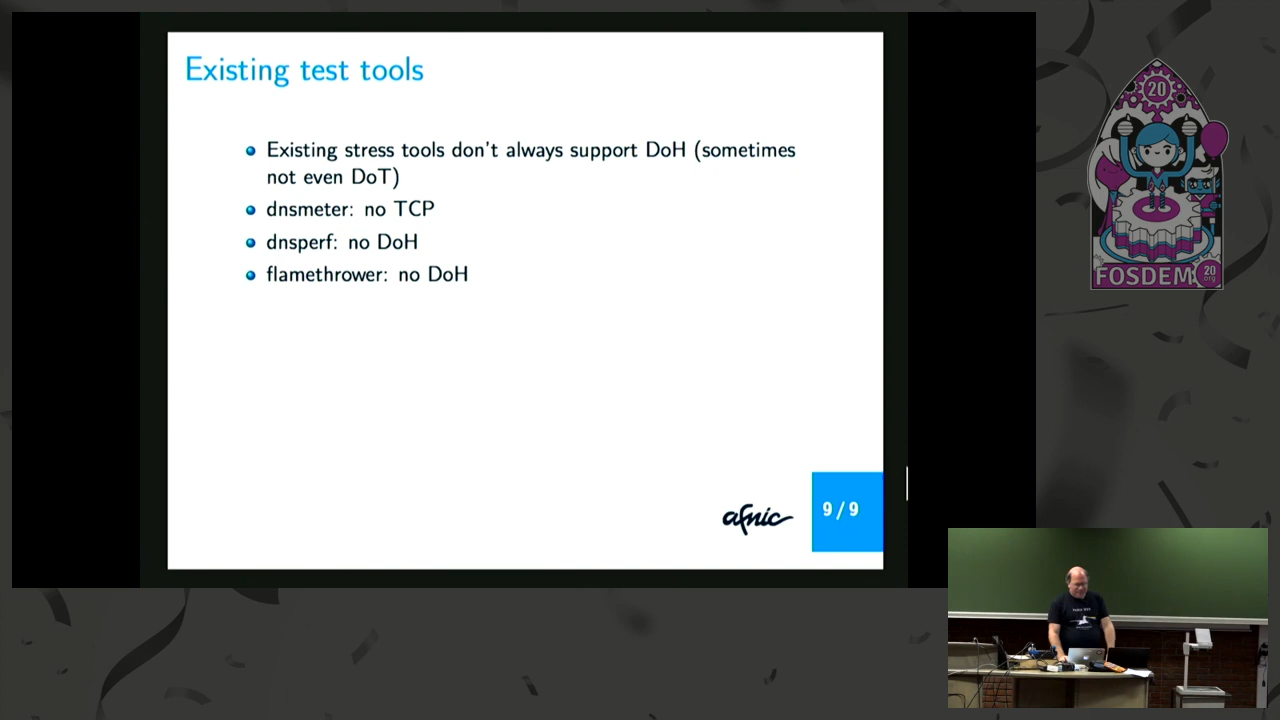 Existing test tools
Existing stress tools don't always support DoH (sometimes
not even DoT)
dnsmeter: no TCP
dnsperf: no DoH
flamethrower: no DoH
afnic
9 / 9
20
FOSDEM
20
.org